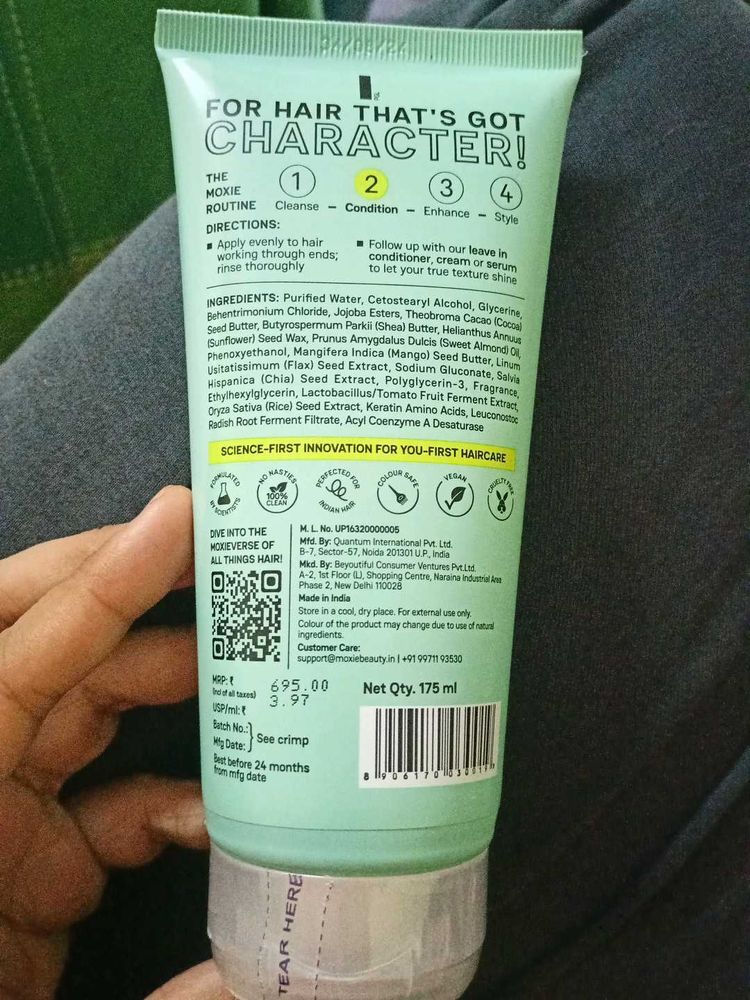 FOR HAIR THAT'S GOT
CHARACTER!
THE
MOXIE
ROUTINE
1
Cleanse
2
Condition
3
Enhance
4
Style
DIRECTIONS:
Apply evenly to hair
working through ends;
rinse thoroughly
Follow up with our leave in
conditioner, cream or serum
to let your true texture shine
INGREDIENTS: Purified Water, Cetostearyl Alcohol, Glycerine,
Behentrimonium Chloride, Jojoba Esters, Theobroma Cacao (Cocoa)
Seed Butter, Butyrospermum Parkii (Shea) Butter, Helianthus Annuus
(Sunflower) Seed Wax, Prunus Amygdalus Dulcis (Sweet Almond) Oil,
Phenoxyethanol, Mangifera Indica (Mango) Seed Butter, Linum
Usitatissimum (Flax) Seed Extract, Sodium Gluconate, Salvia
Hispanica (Chia) Seed Extract, Polyglycerin-3, Fragrance,
Ethylhexylglycerin, Lactobacillus/Tomato Fruit Ferment Extract,
Oryza Sativa (Rice) Seed Extract, Keratin Amino Acids, Leuconostoc
Radish Root Ferment Filtrate, Acyl Coenzyme A Desaturase
SCIENCE-FIRST INNOVATION FOR YOU-FIRST HAIRCARE
FORMULATED BY SCIENTISTS
NO NASTIES
100%
CLEAN
PERFECTED FOR INDIAN HAIR
COLOUR SAFE
VEGAN
CRUELTY FREE
DIVE INTO THE
MOXIEVERSE OF
ALL THINGS HAIR!
M. L. No. UP16320000005
Mfd. By: Quantum International Pvt. Ltd.
B-7, Sector-57, Noida 201301 U.P., India
Mkd. By: Beyoutiful Consumer Ventures Pvt.Ltd.
A-2, 1st Floor (L), Shopping Centre, Naraina Industrial Area
Phase 2, New Delhi 110028
Made in India
Store in a cool, dry place. For external use only.
Colour of the product may change due to use of natural
ingredients.
Customer Care:
support@moxiebeauty.in | +91 99711 93530
MRP: ₹ 695.00
(incl of all taxes)
USP/ml: ₹ 3.97
Batch No.:
Mfg Date:
See crimp
Best before 24 months
from mfg date
Net Qty. 175 ml
8 906170 030017
TEAR HERE